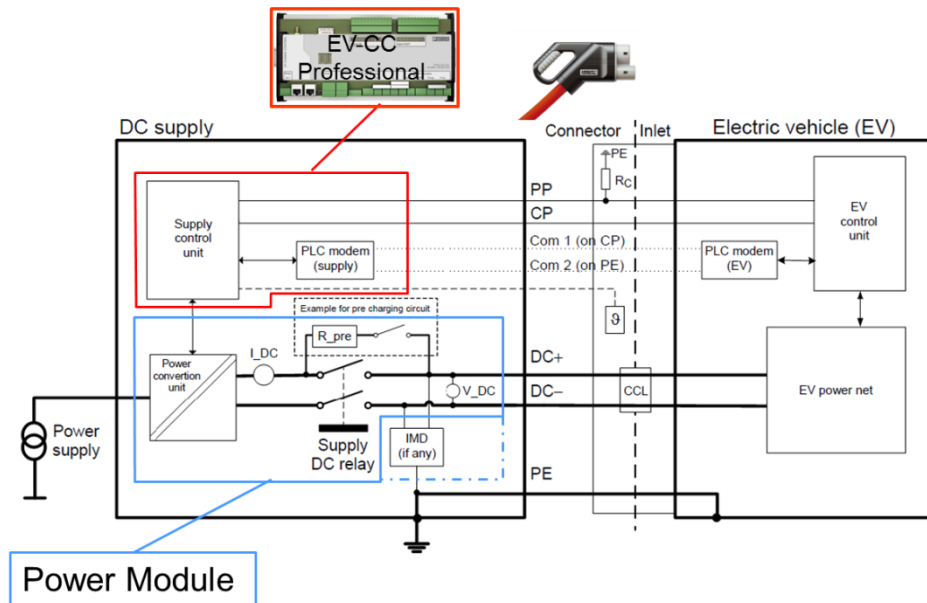 EV-CC
Professional
DC supply
Connector
Inlet
Electric vehicle (EV)
PE
Rc
PP
CP
Supply
control
unit
PLC modem
(supply)
Com 1 (on CP)
Com 2 (on PE)
PLC modem
(EV)
EV
control
unit
Example for pre charging circuit
R_pre
ϑ
I_DC
Power
convertion
unit
DC+
DC–
V_DC
CCL
EV power net
Power
supply
Supply
DC relay
IMD
(if any)
PE
Power Module